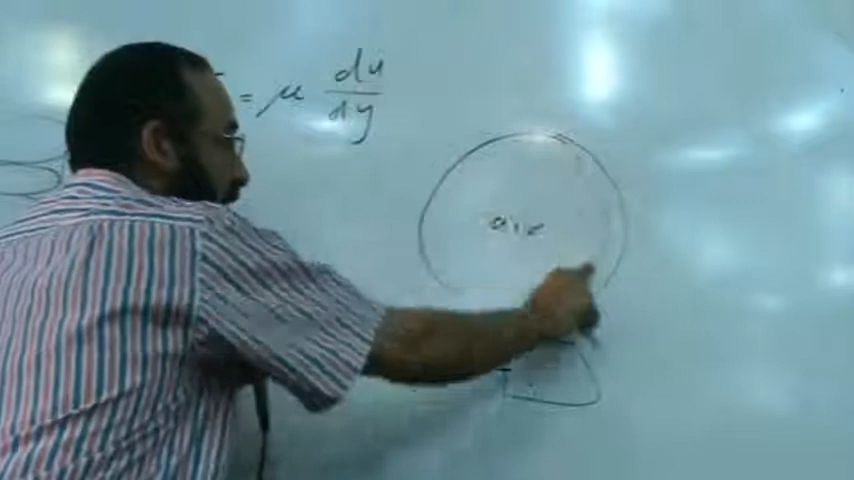 = μ du/dy
air